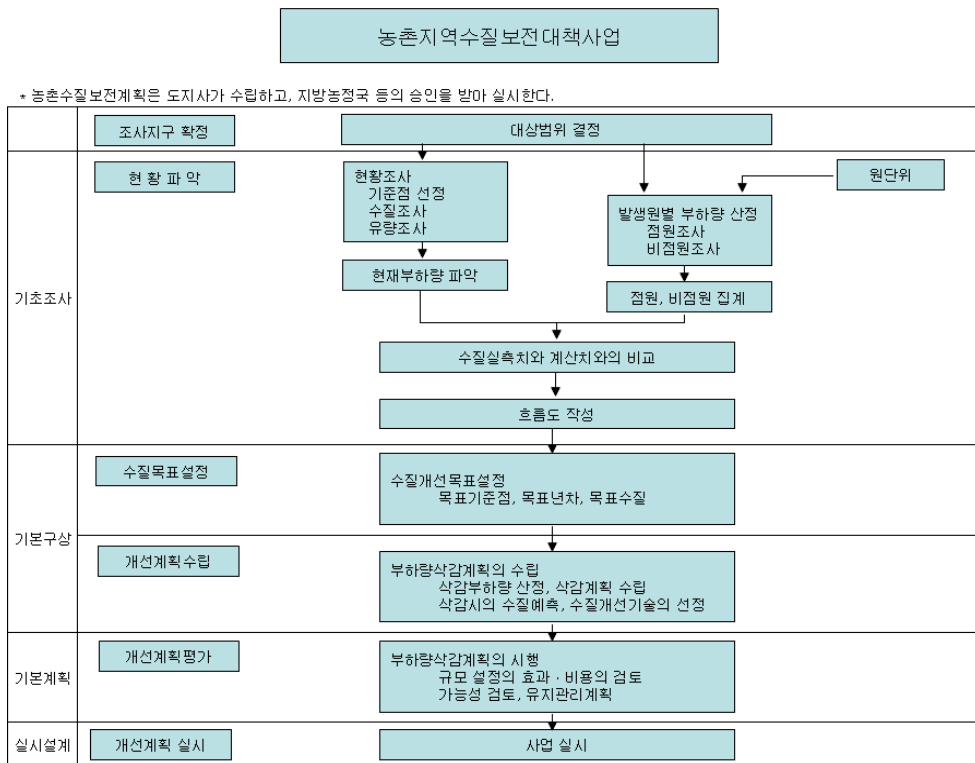 농촌지역수질보전대책사업
* 농촌수질보전계획은 도지사가 수립하고, 지방농정국 등의 승인을 받아 실시한다.
조사지구 확정
대상범위 결정
기초조사
현 황 파 악
현황조사
기준점 선정
수질조사
유량조사
원단위
발생원별 부하량 산정
점원조사
비점원조사
현재부하량 파악
점원, 비점원 집계
수질실측치와 계산치와의 비교
흐름도 작성
기본구상
수질목표설정
수질개선목표설정
목표기준점, 목표년차, 목표수질
개선계획수립
부하량삭감계획의 수립
삭감부하량 산정, 삭감계획 수립
삭감시의 수질예측, 수질개선기술의 선정
기본계획
개선계획평가
부하량삭감계획의 시행
규모 설정의 효과 · 비용의 검토
가능성 검토, 유지관리계획
실시설계
개선계획 실시
사업 실시